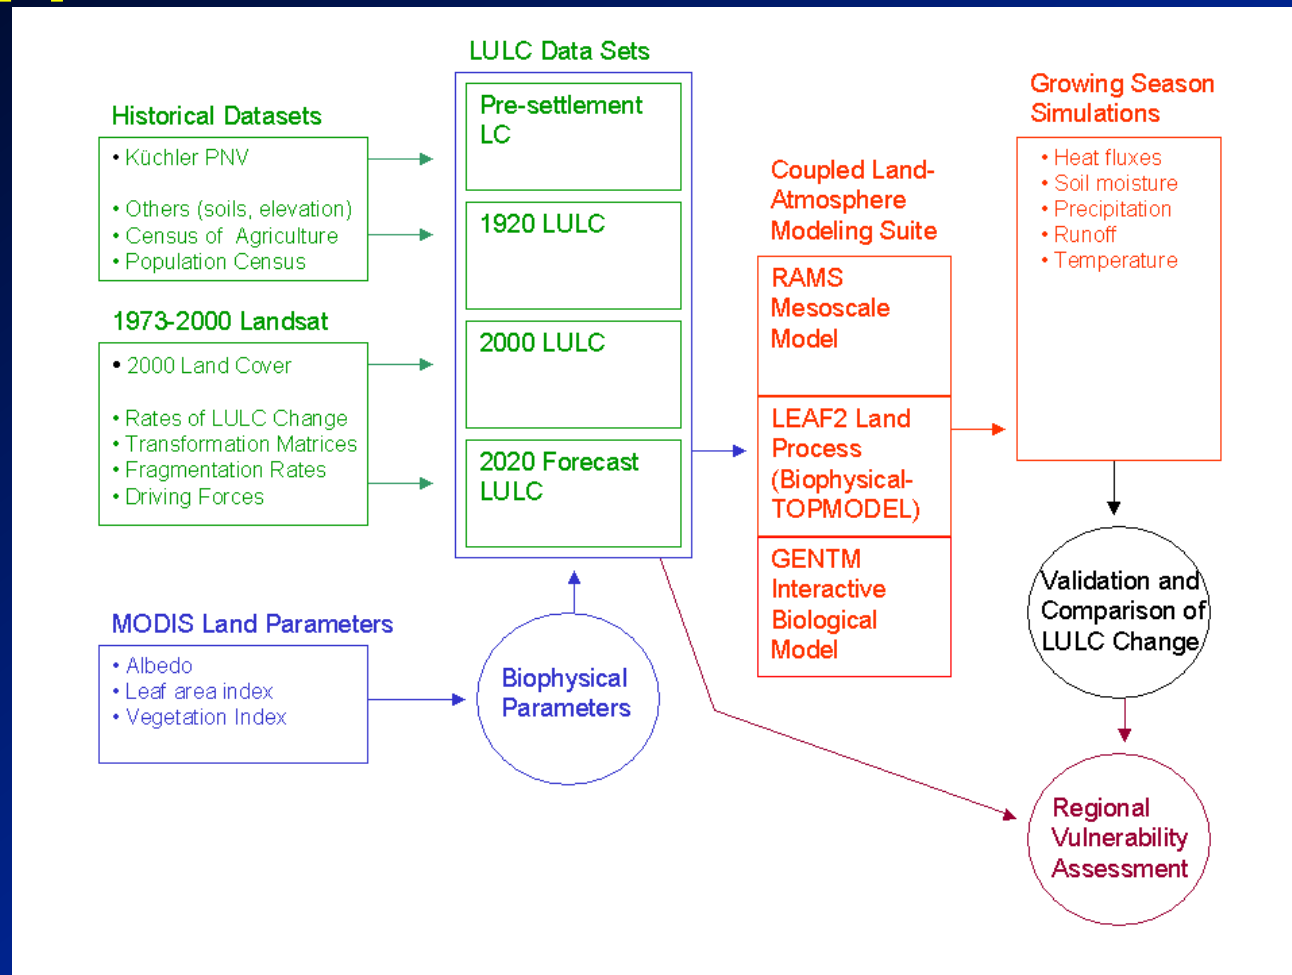 LULC Data Sets
Historical Datasets
• Küchler PNV
• Others (soils, elevation)
• Census of Agriculture
• Population Census
1973-2000 Landsat
• 2000 Land Cover
• Rates of LULC Change
• Transformation Matrices
• Fragmentation Rates
• Driving Forces
MODIS Land Parameters
• Albedo
• Leaf area index
• Vegetation Index
Pre-settlement
LC
1920 LULC
2000 LULC
2020 Forecast
LULC
Biophysical
Parameters
Coupled Land-
Atmosphere
Modeling Suite
RAMS
Mesoscale
Model
LEAF2 Land
Process
(Biophysical-
TOPMODEL)
GENTM
Interactive
Biological
Model
Growing Season
Simulations
• Heat fluxes
• Soil moisture
• Precipitation
• Runoff
• Temperature
Validation and
Comparison of
LULC Change
Regional
Vulnerability
Assessment